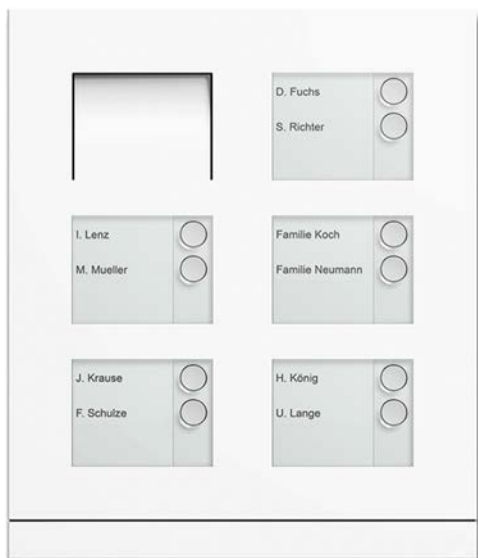 D. Fuchs
S. Richter
I. Lenz
M. Mueller
Familie Koch
Familie Neumann
J. Krause
F. Schulze
H. König
U. Lange